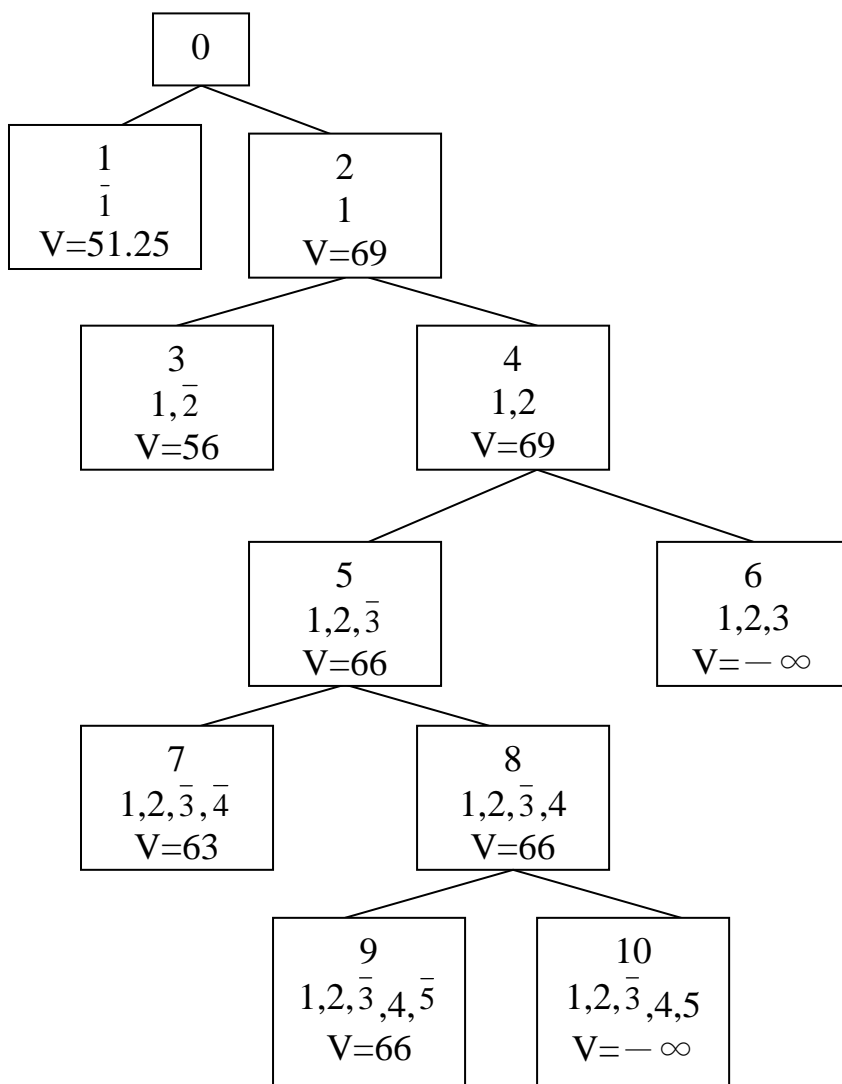 0
1
1̄
V=51.25
2
1
V=69
3
1,2̄
V=56
4
1,2
V=69
5
1,2,3̄
V=66
6
1,2,3
V=－∞
7
1,2,3̄,4̄
V=63
8
1,2,3̄,4
V=66
9
1,2,3̄,4,5̄
V=66
10
1,2,3̄,4,5
V=－∞